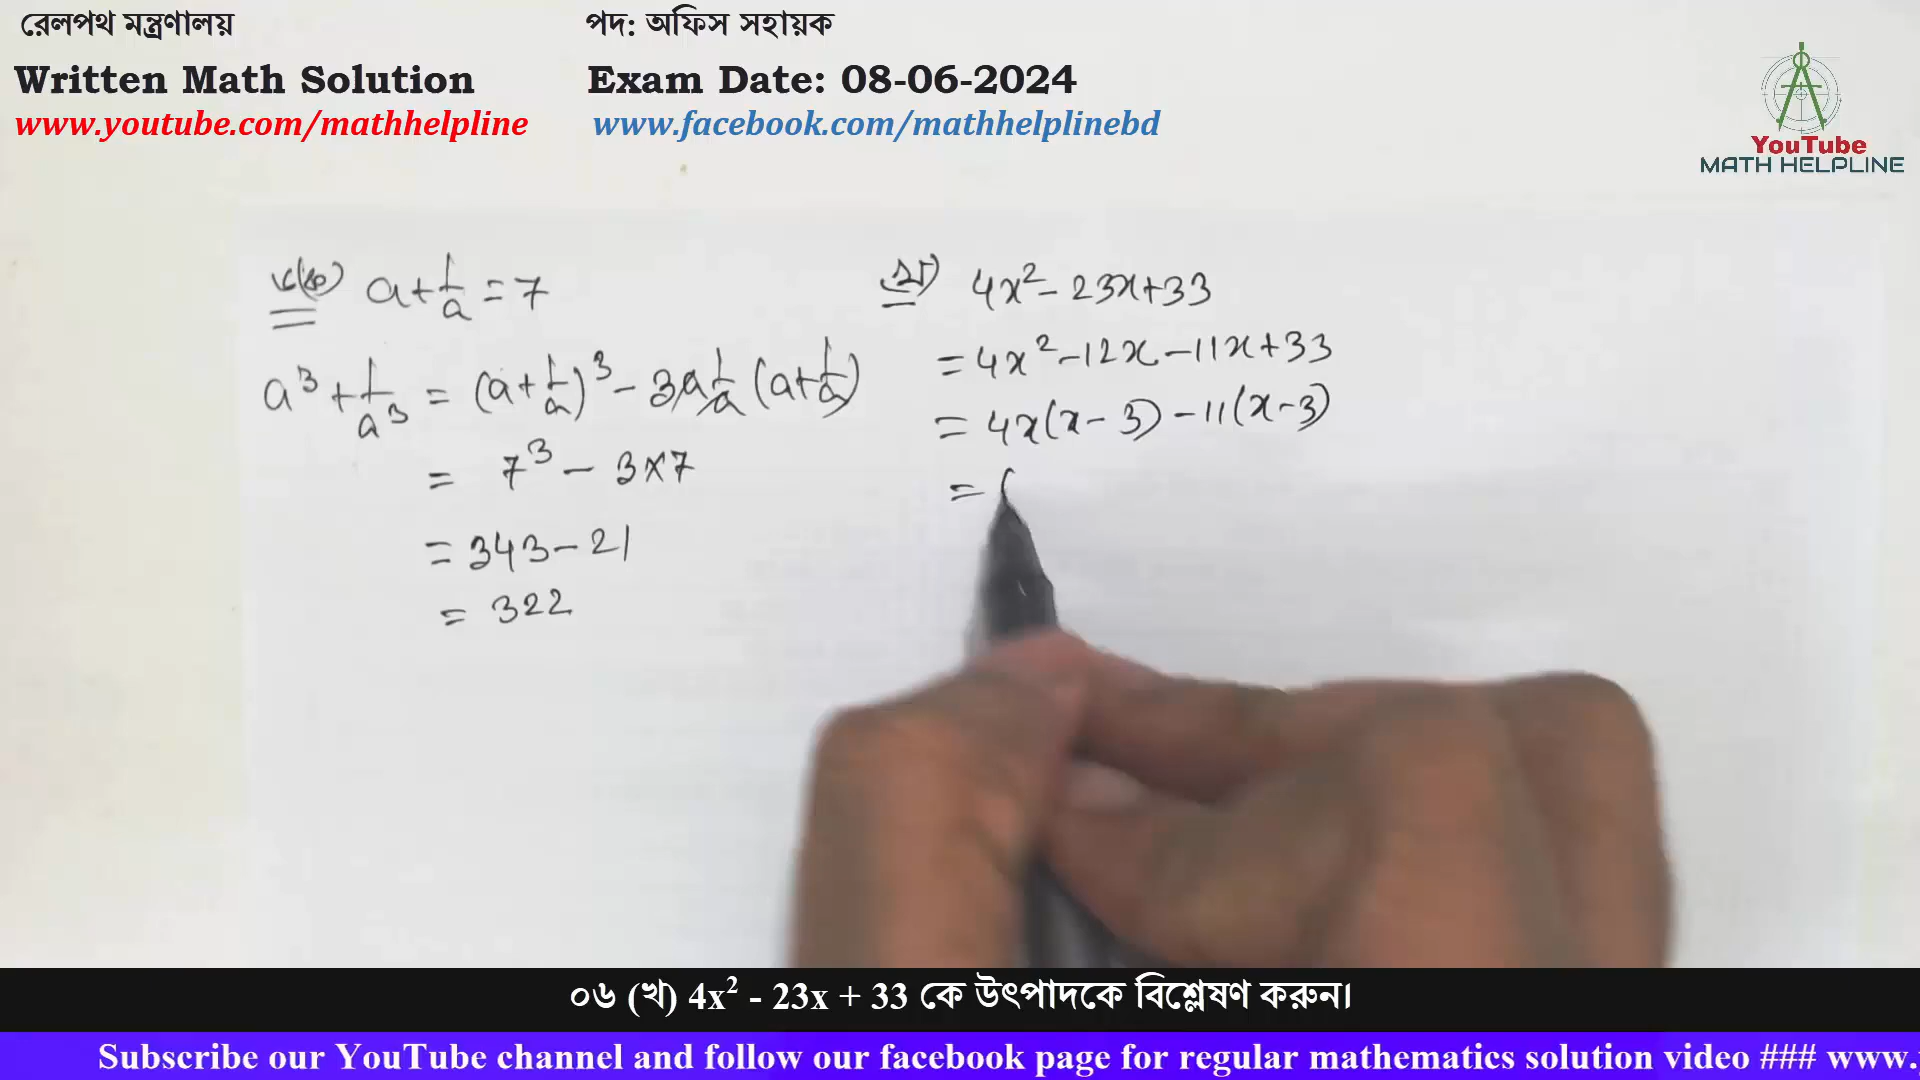 রেলপথ মন্ত্রণালয়
পদ: অফিস সহায়ক
Written Math Solution
Exam Date: 08-06-2024
www.youtube.com/mathhelpline
www.facebook.com/mathhelplinebd
YouTube
MATH HELPLINE
৬(ক) a + 1/a = 7
a³ + 1/a³ = (a + 1/a)³ - 3a 1/a (a + 1/a)
= 7³ - 3×7
= 343 - 21
= 322
খ) 4x² - 23x + 33
= 4x² - 12x - 11x + 33
= 4x(x - 3) - 11(x - 3)
= (
০৬ (খ) 4x² - 23x + 33 কে উৎপাদকে বিশ্লেষণ করুন।
Subscribe our YouTube channel and follow our facebook page for regular mathematics solution video ### www.